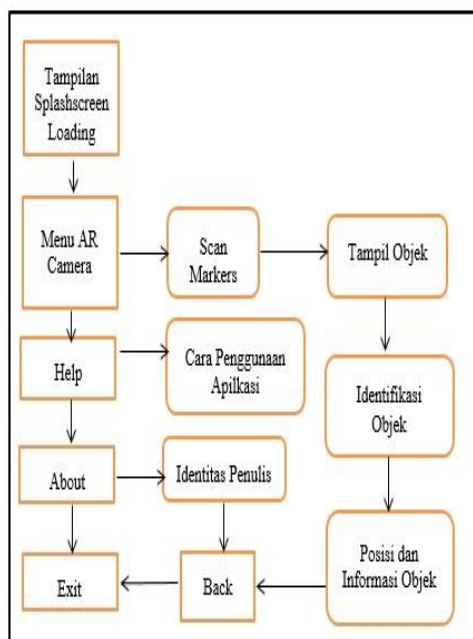 Tampilan
Splashscreen
Loading
Menu AR
Camera
Scan
Markers
Tampil Objek
Help
Cara Penggunaan
Apilkasi
Identifikasi
Objek
About
Identitas Penulis
Exit
Back
Posisi dan
Informasi Objek